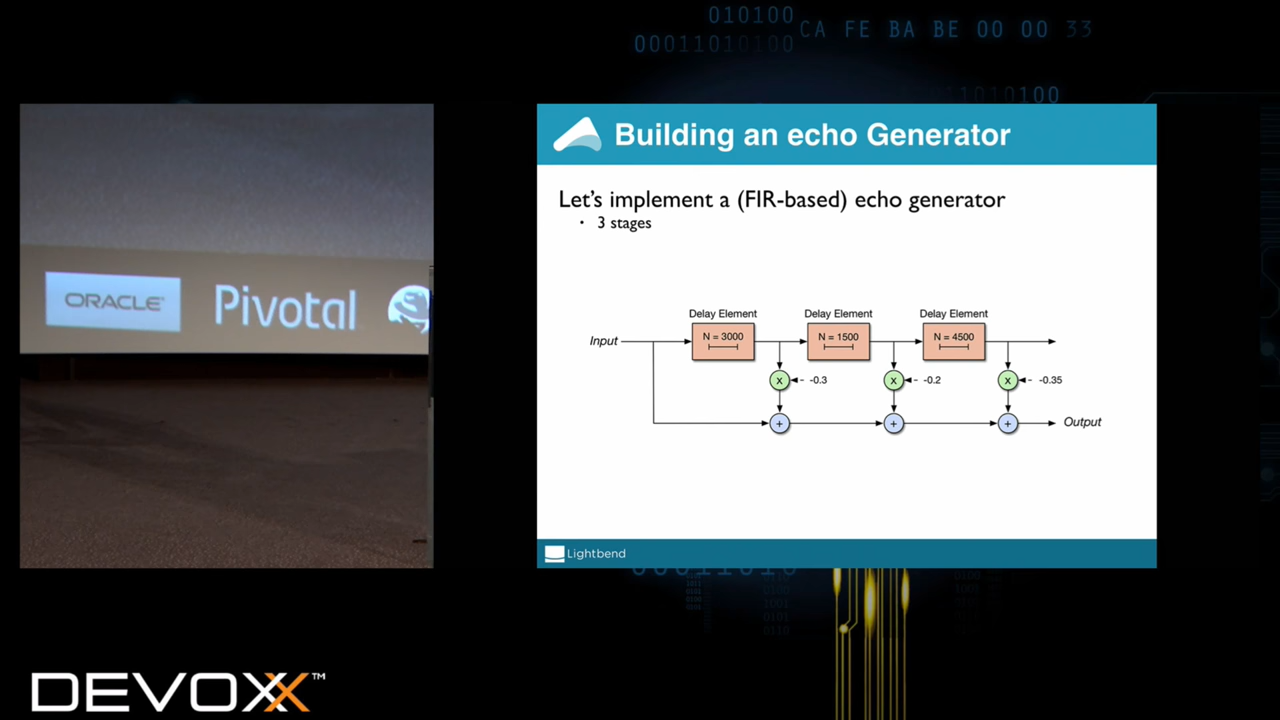 010100
00011010100
CA FE BA BE 00 00 33
1010100
ORACLE
Pivotal
Building an echo Generator
Let's implement a (FIR-based) echo generator
• 3 stages
Delay Element
Delay Element
Delay Element
Input
N = 3000
N = 1500
N = 4500
x
-0.3
x
-0.2
x
-0.35
+
+
+
Output
Lightbend
DEVOXX™